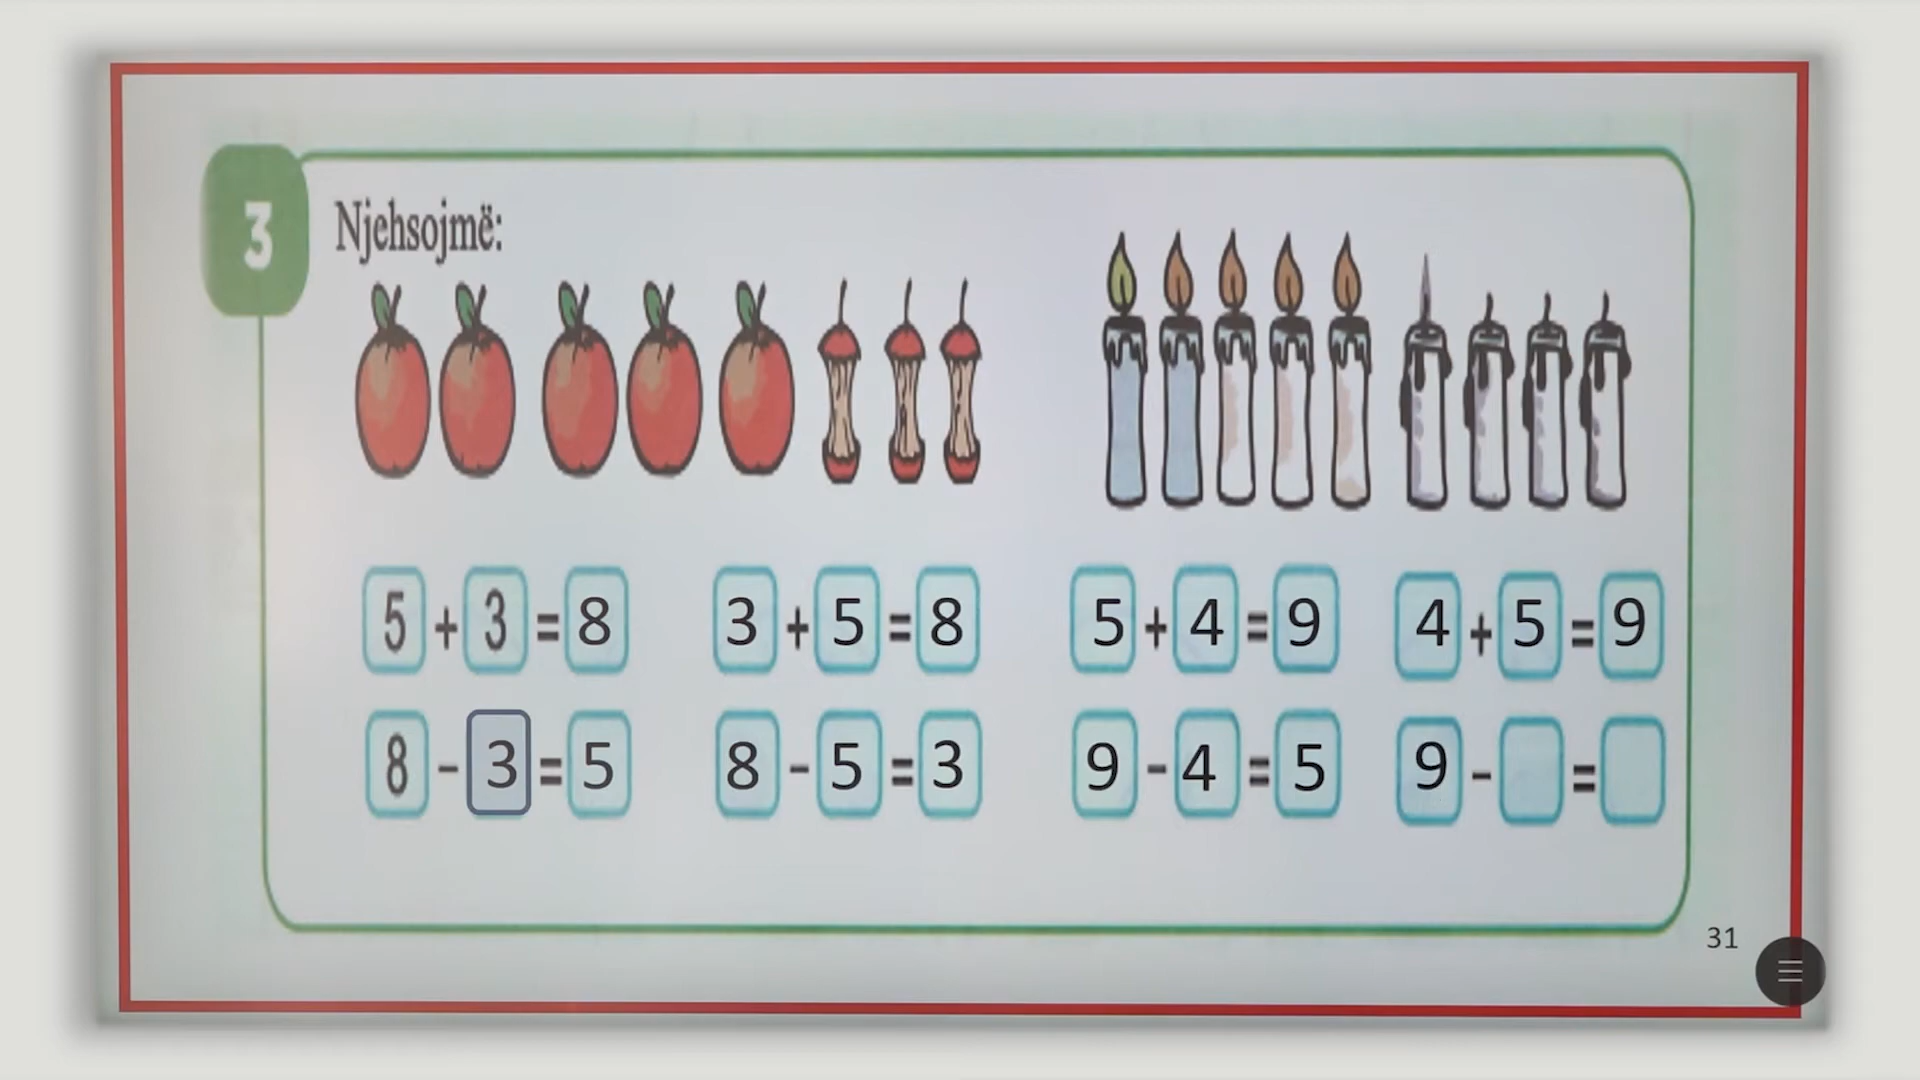 3
Njehsojmë:
5 + 3 = 8 3 + 5 = 8 5 + 4 = 9 4 + 5 = 9
8 - 3 = 5 8 - 5 = 3 9 - 4 = 5 9 - =
31